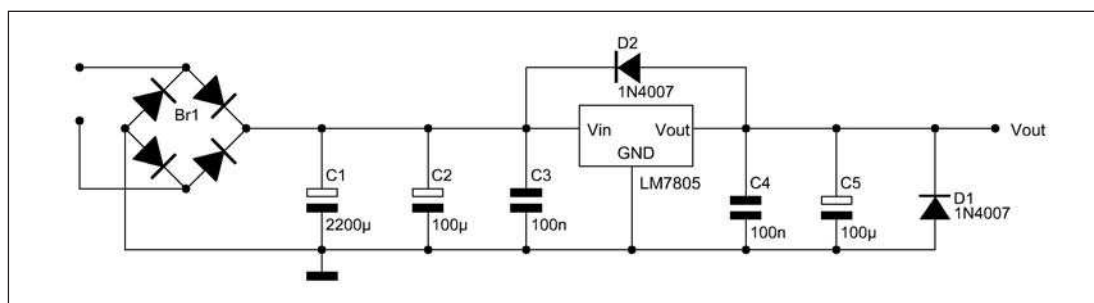 D2
1N4007
Br1
Vin
Vout
GND
LM7805
Vout
C1
2200µ
C2
100µ
C3
100n
C4
100n
C5
100µ
D1
1N4007